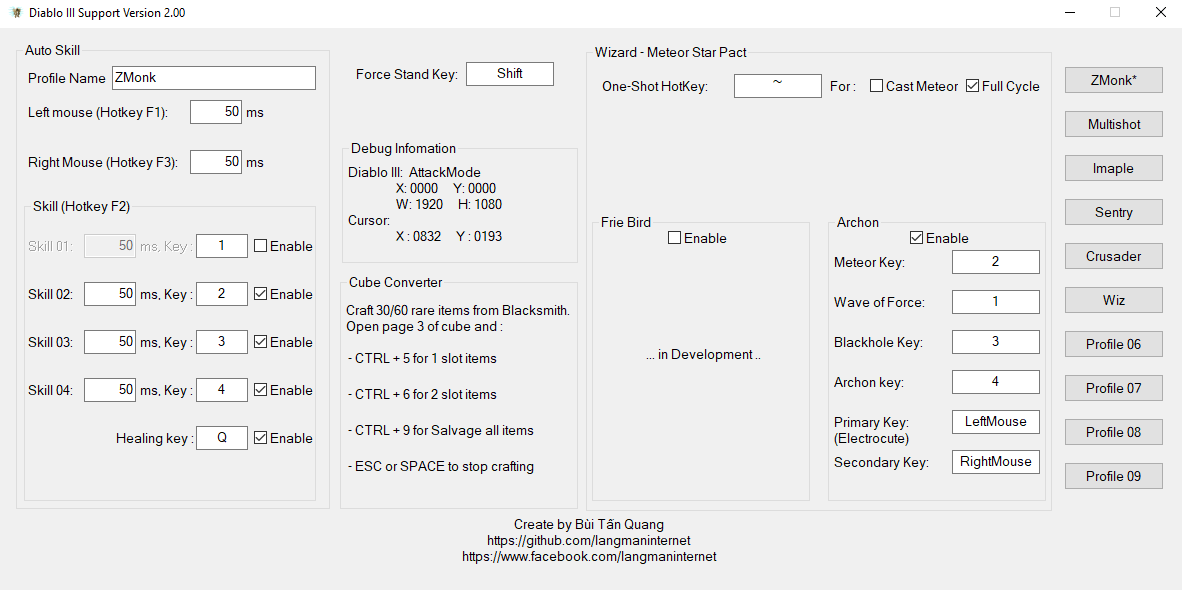 Diablo III Support Version 2.00
Auto Skill
Profile Name ZMonk
Left mouse (Hotkey F1): 50 ms
Right Mouse (Hotkey F3): 50 ms
Skill (Hotkey F2)
Skill 01: 50 ms, Key : 1 Enable
Skill 02: 50 ms, Key : 2 Enable
Skill 03: 50 ms, Key : 3 Enable
Skill 04: 50 ms, Key : 4 Enable
Healing key : Q Enable
Force Stand Key: Shift
Debug Infomation
Diablo III: AttackMode
X: 0000 Y: 0000
W: 1920 H: 1080
Cursor:
X : 0832 Y : 0193
Cube Converter
Craft 30/60 rare items from Blacksmith.
Open page 3 of cube and :
- CTRL + 5 for 1 slot items
- CTRL + 6 for 2 slot items
- CTRL + 9 for Salvage all items
- ESC or SPACE to stop crafting
Wizard - Meteor Star Pact
One-Shot HotKey: ~ For : Cast Meteor Full Cycle
Frie Bird
Enable
... in Development ..
Archon
Enable
Meteor Key: 2
Wave of Force: 1
Blackhole Key: 3
Archon key: 4
Primary Key: LeftMouse
(Electrocute)
Secondary Key: RightMouse
ZMonk*
Multishot
Imaple
Sentry
Crusader
Wiz
Profile 06
Profile 07
Profile 08
Profile 09
Create by Bùi Tấn Quang
https://github.com/langmaninternet
https://www.facebook.com/langmaninternet